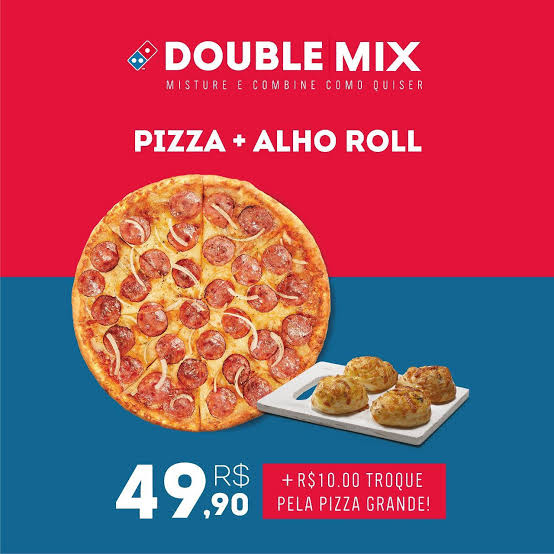 DOUBLE MIX
MISTURE E COMBINE COMO QUISER
PIZZA + ALHO ROLL
R$
49,90
+R$10.00 TROQUE
PELA PIZZA GRANDE!